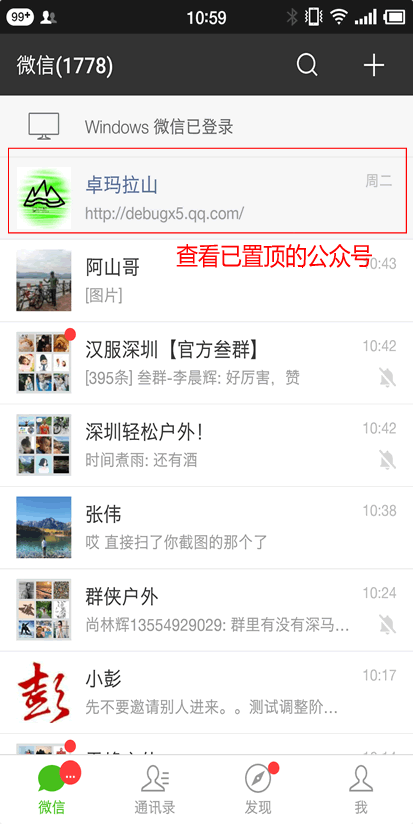 99+
10:59
微信(1778)
Windows 微信已登录
卓玛拉山
周二
http://debugx5.qq.com/
查看已置顶的公众号
阿山哥
:43
[图片]
汉服深圳【官方叁群】
10:42
[395条] 叁群-李晨辉: 好厉害，赞
深圳轻松户外!
10:42
时间煮雨: 还有酒
张伟
10:38
哎 直接扫了你截图的那个了
群侠户外
10:24
尚林辉13554929029: 群里有没有深马…
小彭
10:17
先不要邀请别人进来。。测试调整阶…
微信
通讯录
发现
我